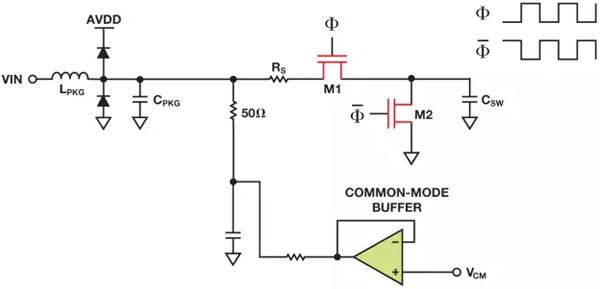 AVDD
Φ
Φ
Φ̄
VIN
LPKG
CPKG
RS
M1
50Ω
Φ̄
M2
CSW
COMMON-MODE
BUFFER
−
+
VCM